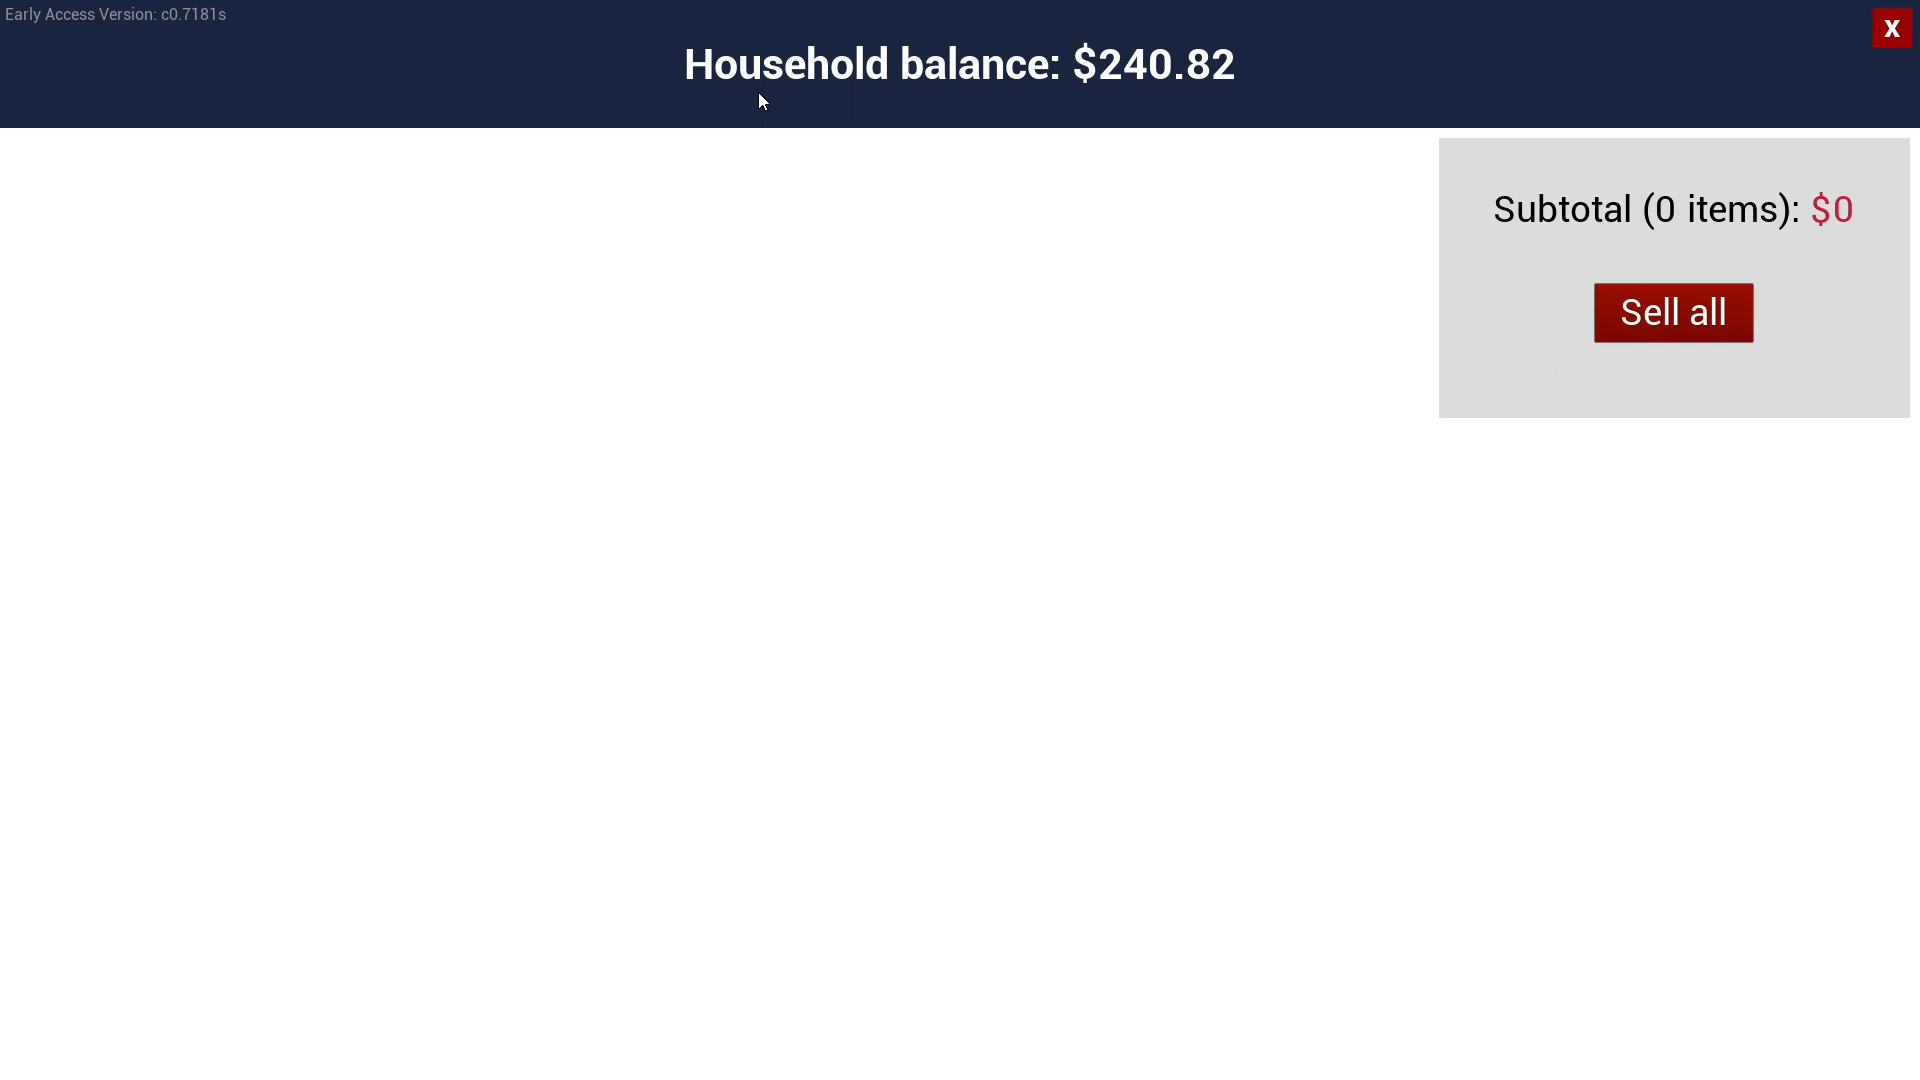 Early Access Version: c0.7181s
X
Household balance: $240.82
Subtotal (0 items): $0
Sell all